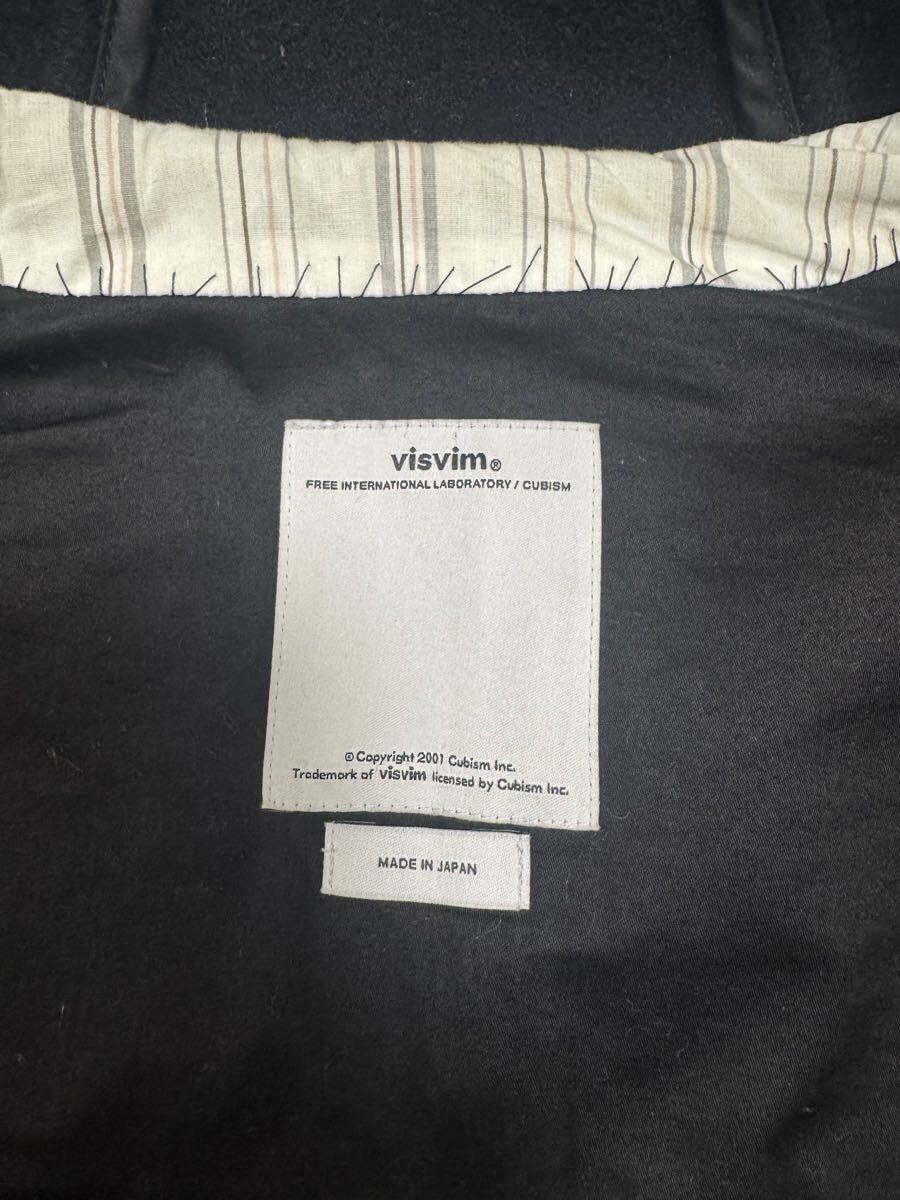 visvim®
FREE INTERNATIONAL LABORATORY / CUBISM
© Copyright 2001 Cubism Inc.
Trademark of visvim licensed by Cubism Inc.
MADE IN JAPAN